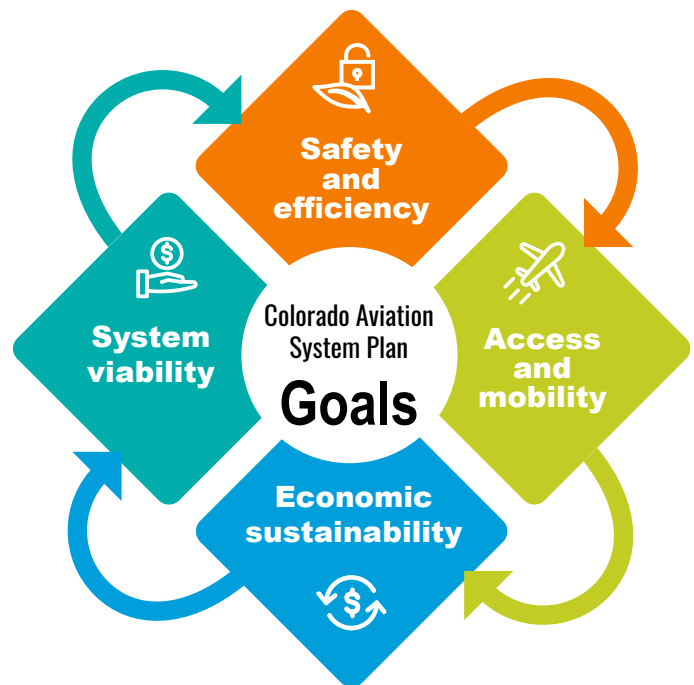 Safety
and
efficiency
Colorado Aviation
System Plan
Goals
System
viability
Access
and
mobility
Economic
sustainability
$
$